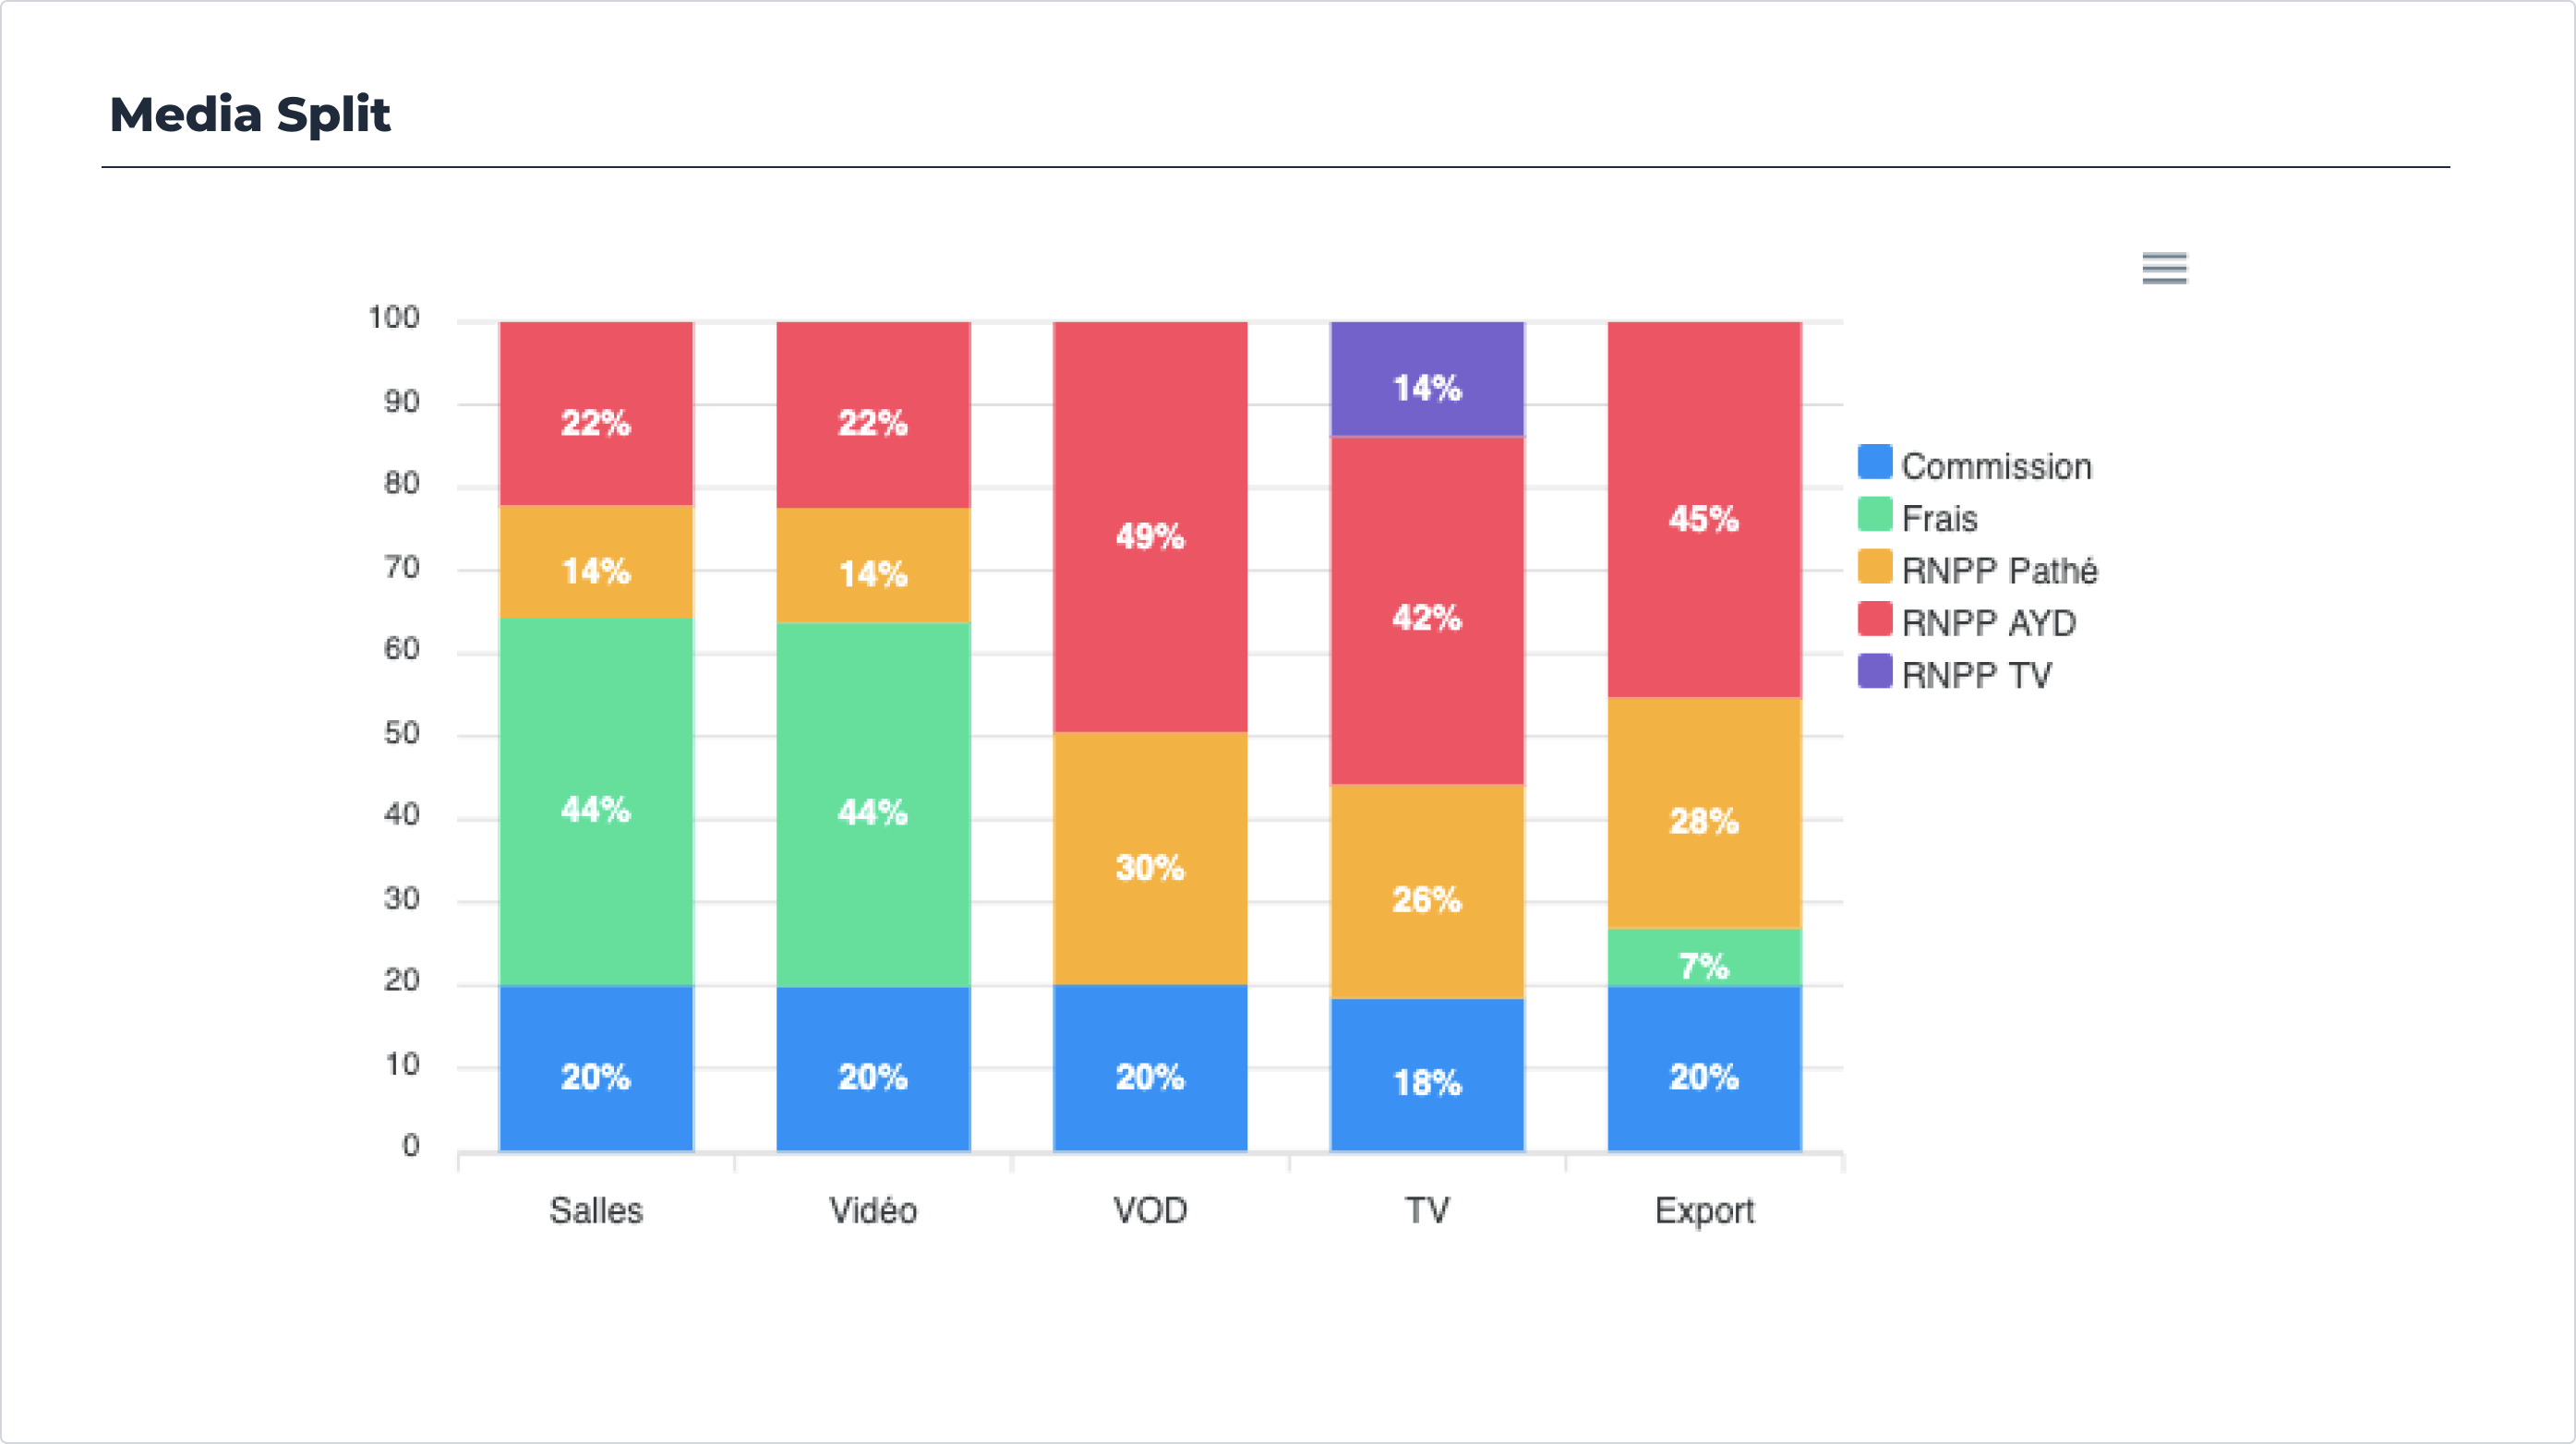 Media Split
100
90
80
70
60
50
40
30
20
10
0
22%
14%
44%
20%
22%
14%
44%
20%
49%
30%
20%
14%
42%
26%
18%
45%
28%
7%
20%
Salles
Vidéo
VOD
TV
Export
Commission
Frais
RNPP Pathé
RNPP AYD
RNPP TV